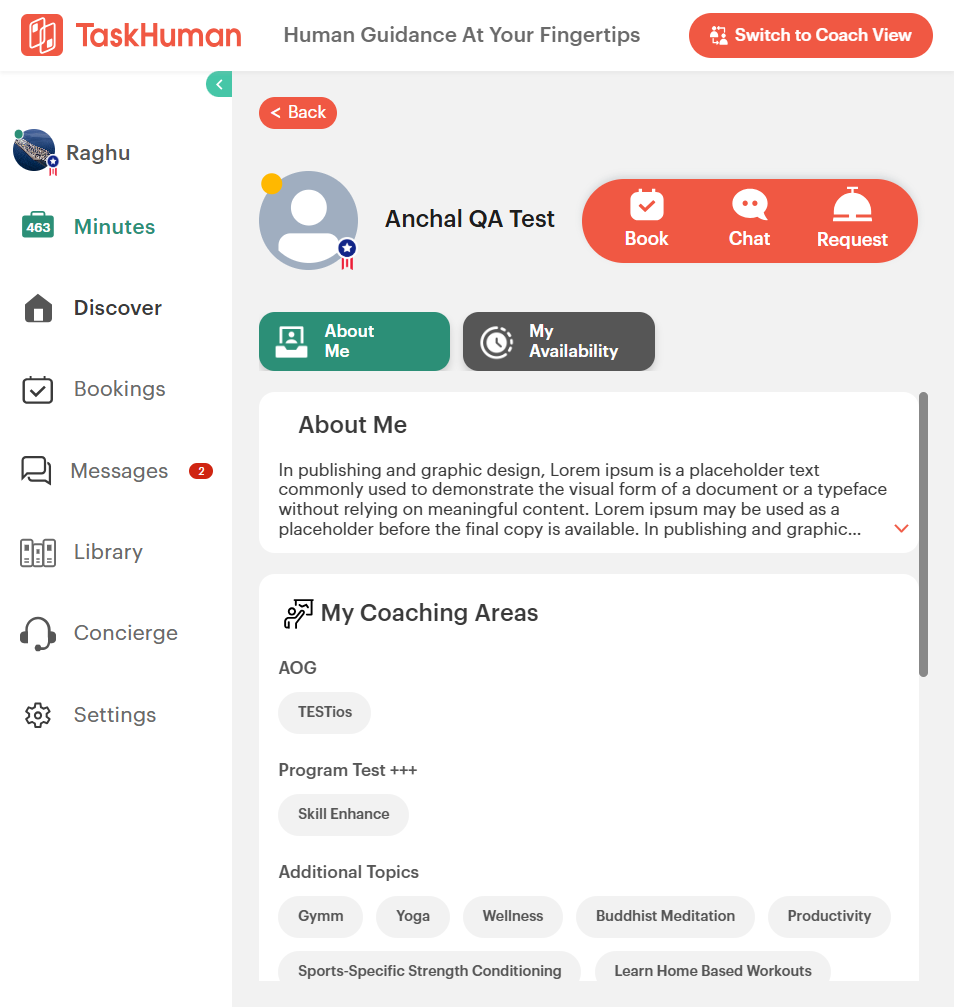 TaskHuman
Human Guidance At Your Fingertips
Switch to Coach View
< Back
Raghu
463
Minutes
Discover
Bookings
Messages
2
Library
Concierge
Settings
Anchal QA Test
Book
Chat
Request
About
Me
My
Availability
About Me
In publishing and graphic design, Lorem ipsum is a placeholder text
commonly used to demonstrate the visual form of a document or a typeface
without relying on meaningful content. Lorem ipsum may be used as a
placeholder before the final copy is available. In publishing and graphic...
My Coaching Areas
AOG
TESTios
Program Test +++
Skill Enhance
Additional Topics
Gymm
Yoga
Wellness
Buddhist Meditation
Productivity
Sports-Specific Strength Conditioning
Learn Home Based Workouts